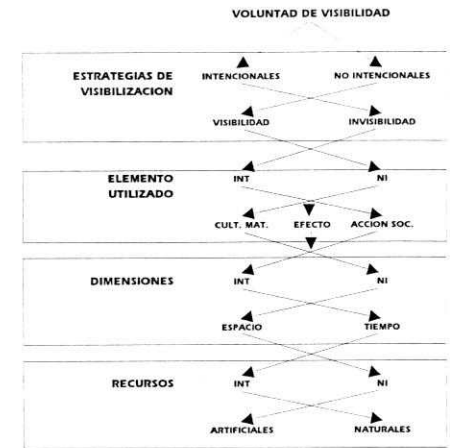 VOLUNTAD DE VISIBILIDAD
ESTRATEGIAS DE VISIBILIZACION
INTENCIONALES NO INTENCIONALES
VISIBILIDAD INVISIBILIDAD
ELEMENTO UTILIZADO
INT NI
CULT. MAT. EFECTO ACCION SOC.
DIMENSIONES
INT NI
ESPACIO TIEMPO
RECURSOS
INT NI
ARTIFICIALES NATURALES